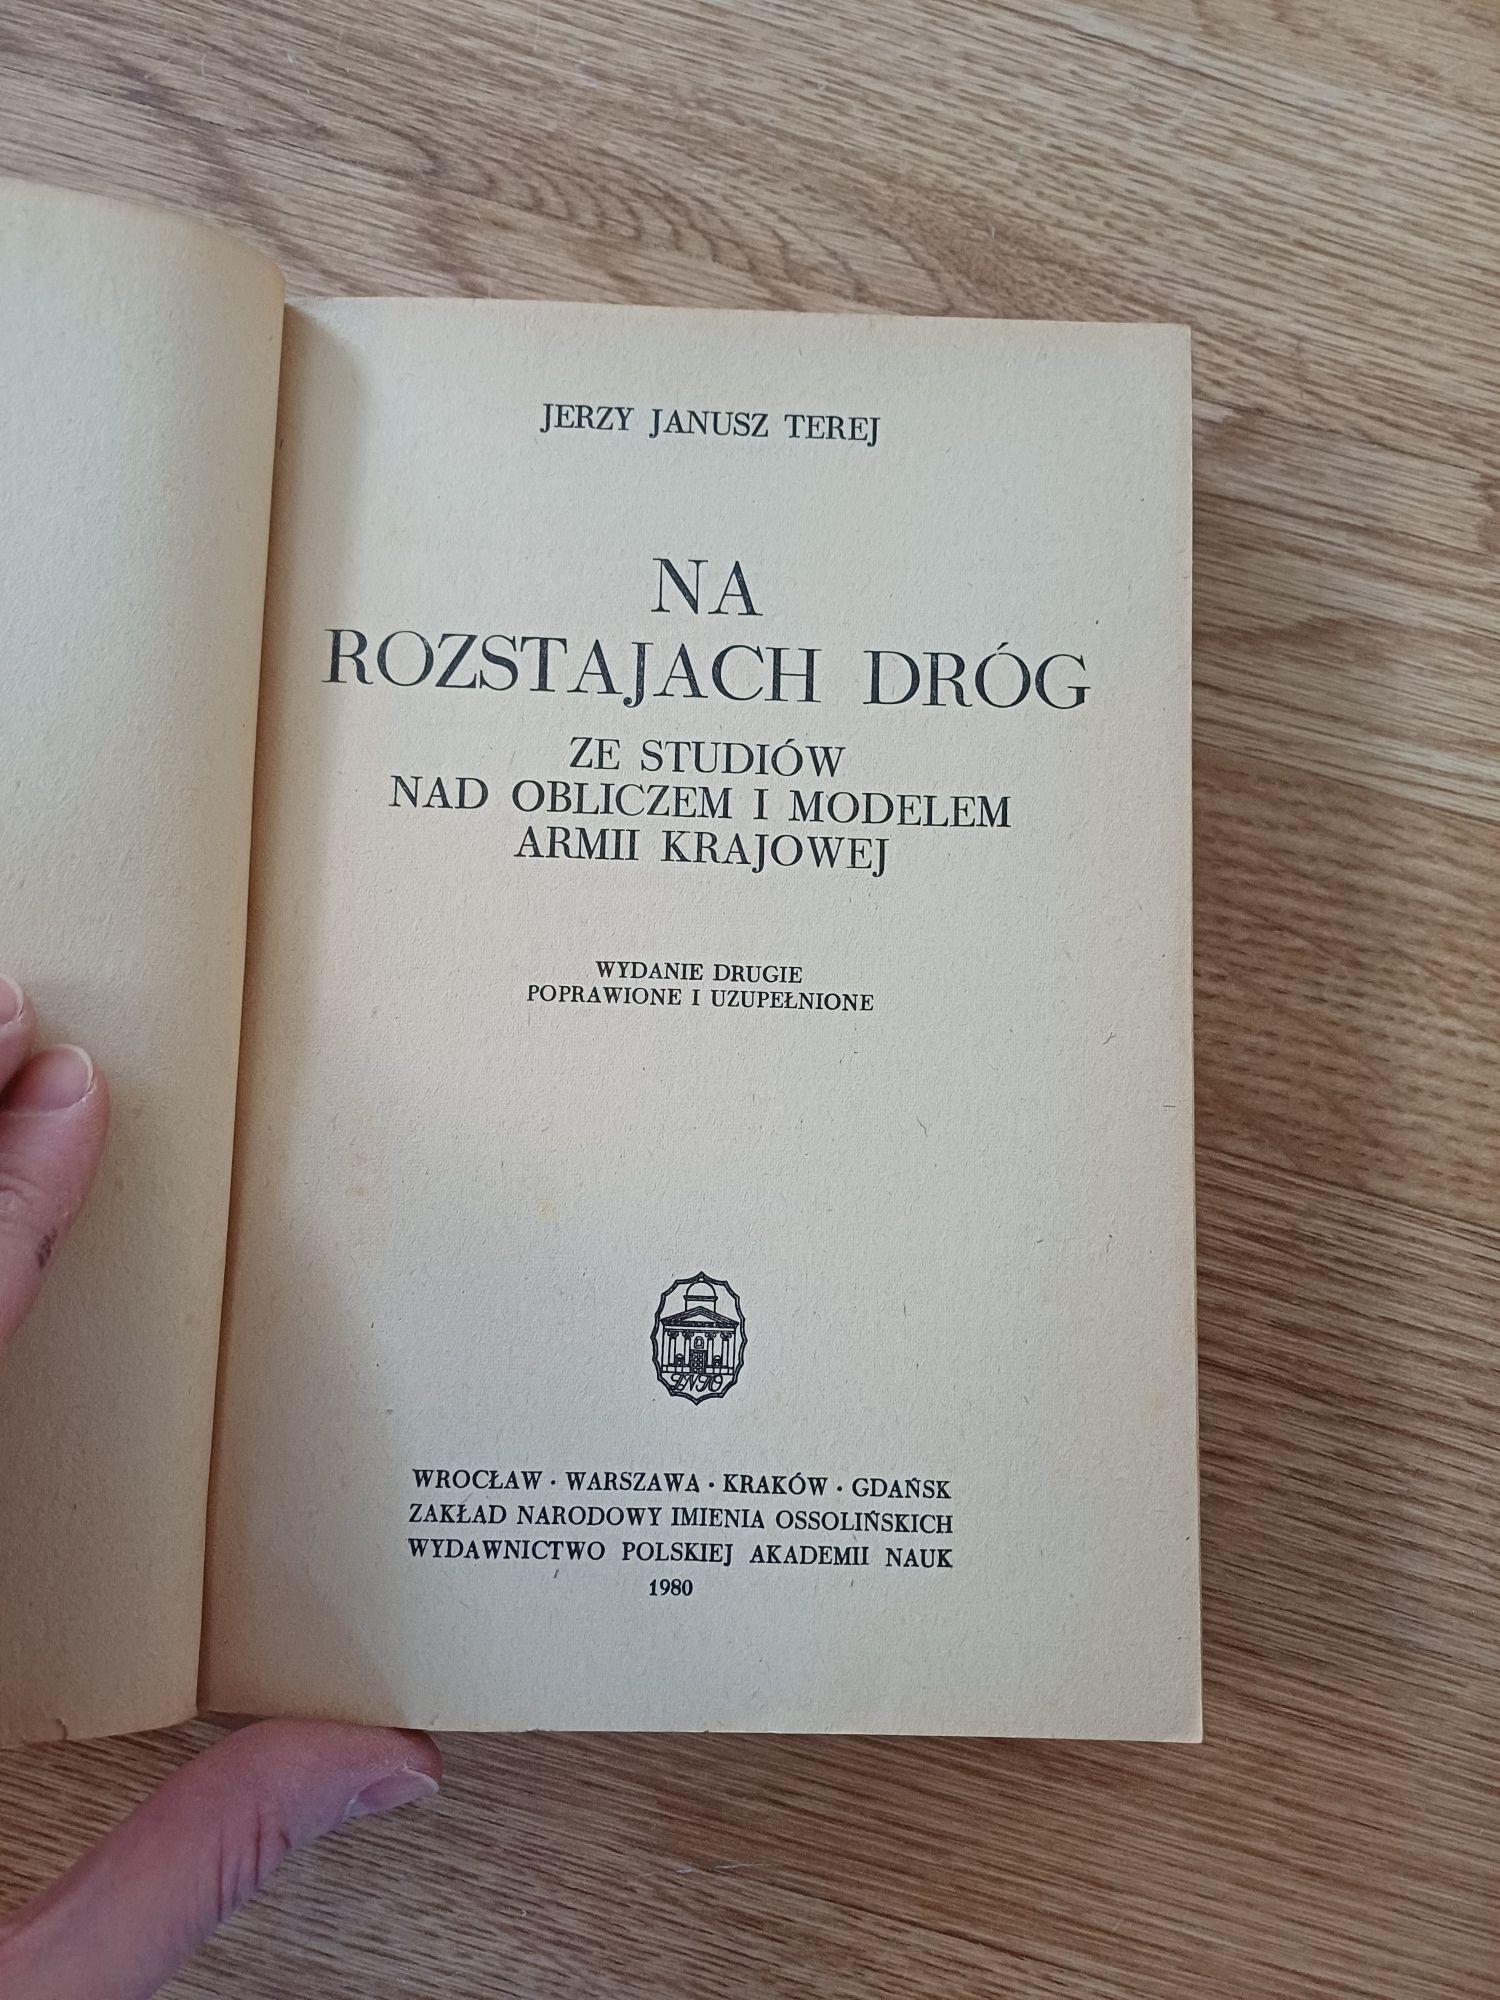 JERZY JANUSZ TEREJ
NA
ROZSTAJACH DRÓG
ZE STUDIÓW
NAD OBLICZEM I MODELEM
ARMII KRAJOWEJ
WYDANIE DRUGIE
POPRAWIONE I UZUPEŁNIONE
ZNIO
WROCŁAW · WARSZAWA · KRAKÓW · GDAŃSK
ZAKŁAD NARODOWY IMIENIA OSSOLIŃSKICH
WYDAWNICTWO POLSKIEJ AKADEMII NAUK
1980